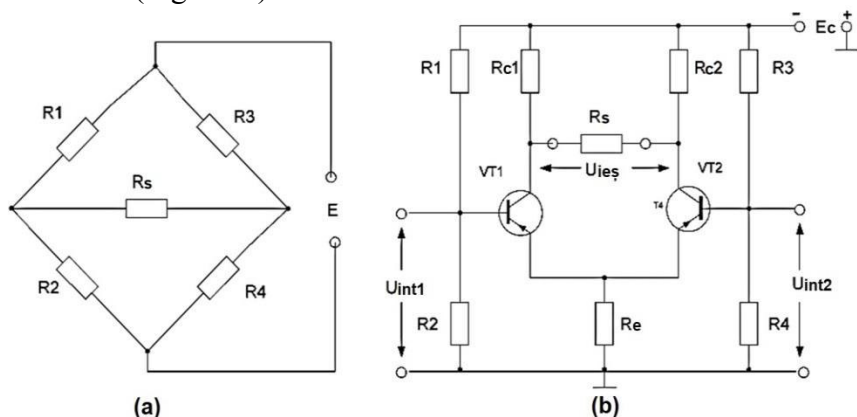 R1
R3
Rs
R2
R4
E
(a)
- Ec +
R1 Rc1 Rc2 R3
Rs
VT1 Uieș VT2
T4
Uint1 Uint2
R2 Re R4
(b)